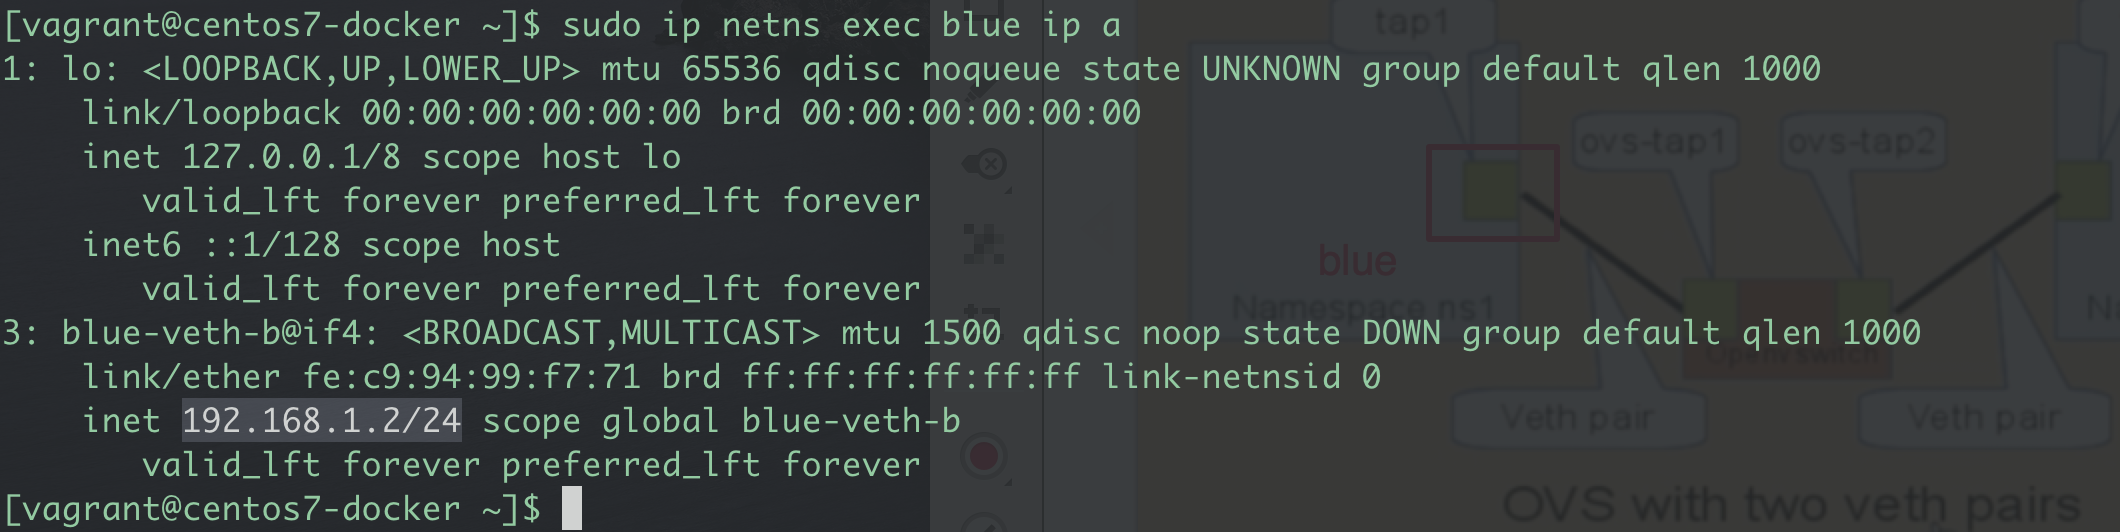 [vagrant@centos7-docker ~]$ sudo ip netns exec blue ip a
1: lo: <LOOPBACK,UP,LOWER_UP> mtu 65536 qdisc noqueue state UNKNOWN group default qlen 1000
    link/loopback 00:00:00:00:00:00 brd 00:00:00:00:00:00
    inet 127.0.0.1/8 scope host lo
       valid_lft forever preferred_lft forever
    inet6 ::1/128 scope host
       valid_lft forever preferred_lft forever
3: blue-veth-b@if4: <BROADCAST,MULTICAST> mtu 1500 qdisc noop state DOWN group default qlen 1000
    link/ether fe:c9:94:99:f7:71 brd ff:ff:ff:ff:ff:ff link-netnsid 0
    inet 192.168.1.2/24 scope global blue-veth-b
       valid_lft forever preferred_lft forever
[vagrant@centos7-docker ~]$
tap1
ovs-tap1
ovs-tap2
blue
Namespace ns1
Openvswitch
Veth pair
Veth pair
OVS with two veth pairs